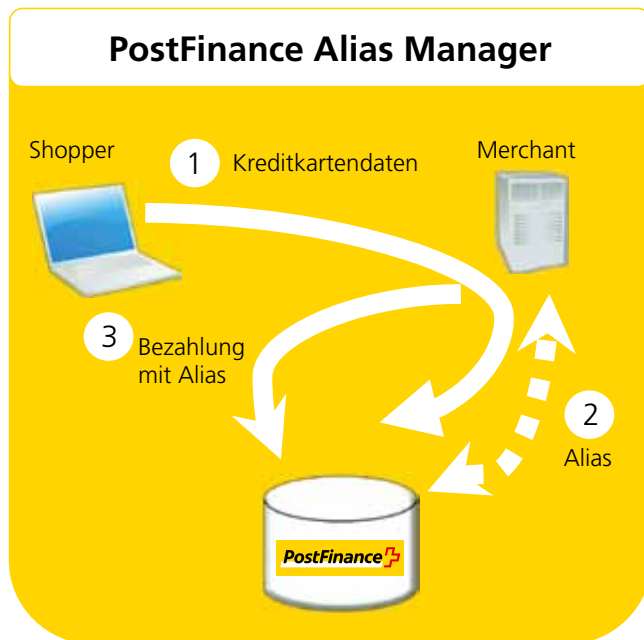 PostFinance Alias Manager
Shopper
1
Kreditkartendaten
Merchant
3
Bezahlung
mit Alias
2
Alias
PostFinance